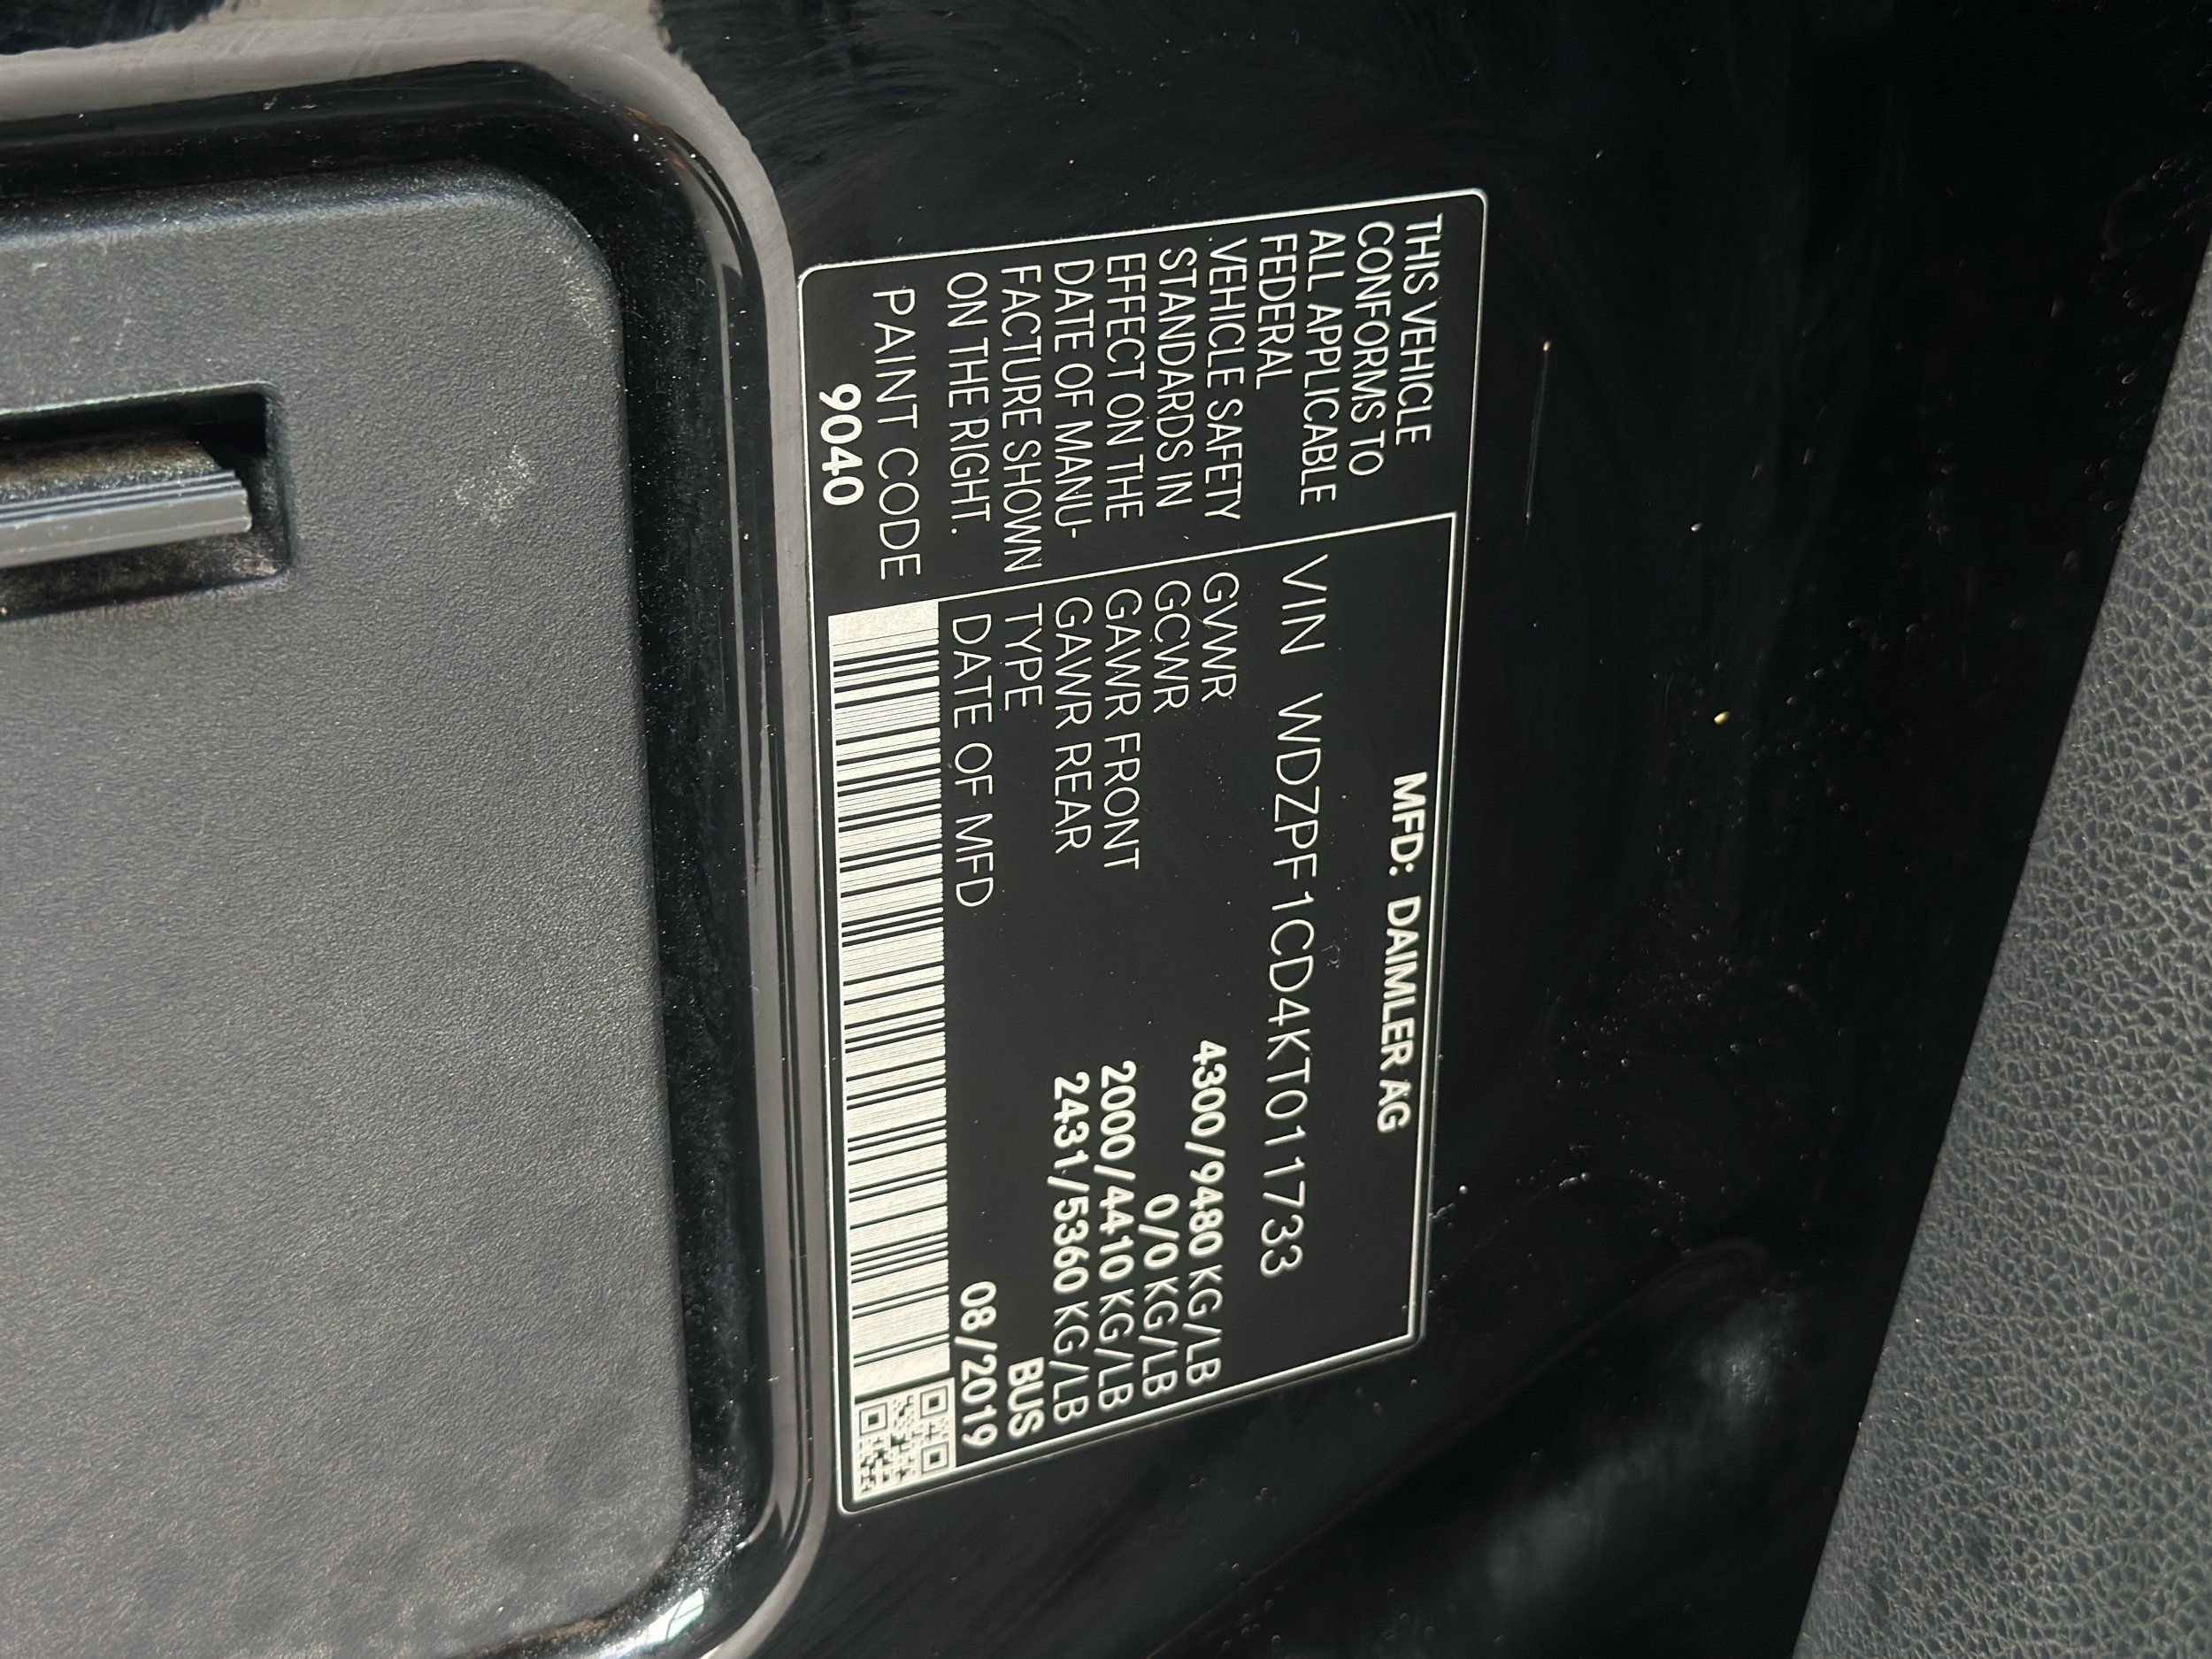 THIS VEHICLE
CONFORMS TO
ALL APPLICABLE
FEDERAL
VEHICLE SAFETY
STANDARDS IN
EFFECT ON THE
DATE OF MANU-
FACTURE SHOWN
ON THE RIGHT.
PAINT CODE
9040
MFD: DAIMLER AG
VIN WDZPF1CD4KT011733
GVWR 4300/9480 KG/LB
GCWR 0/0 KG/LB
GAWR FRONT 2000/4410 KG/LB
GAWR REAR 2431/5360 KG/LB
TYPE BUS
DATE OF MFD 08/2019